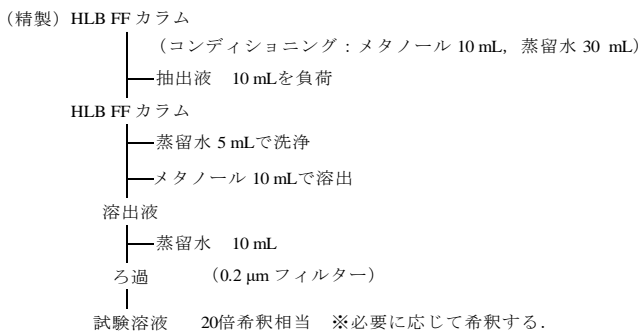 (精製) HLB FF カラム
(コンディショニング：メタノール 10 mL, 蒸留水 30 mL)
抽出液　10 mLを負荷
HLB FF カラム
蒸留水 5 mLで洗浄
メタノール 10 mLで溶出
溶出液
蒸留水　10 mL
ろ過　(0.2 μm フィルター)
試験溶液　20倍希釈相当　※必要に応じて希釈する.